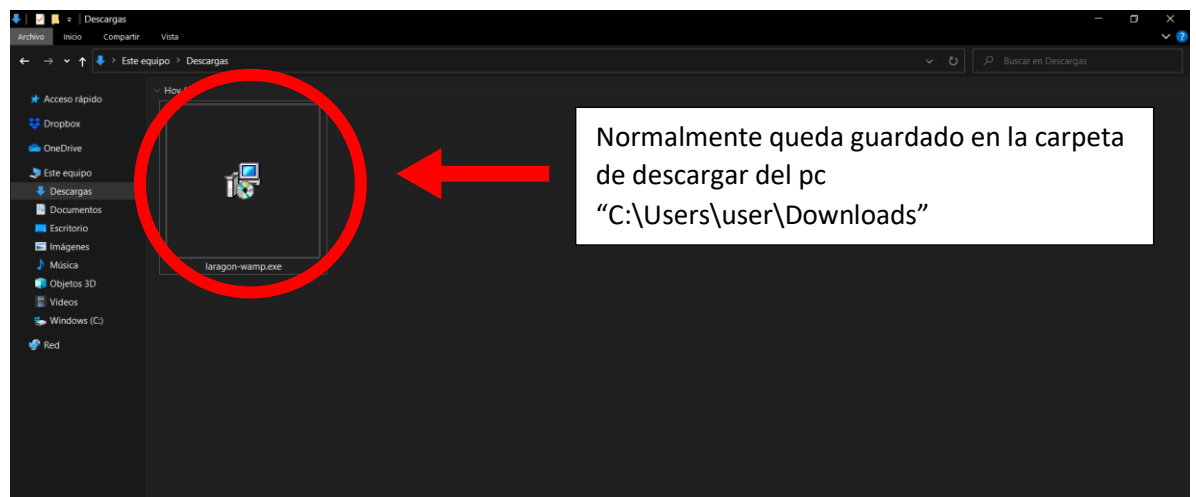 Descargas
Archivo Inicio Compartir Vista
Este equipo > Descargas
Buscar en Descargas
Acceso rápido
Dropbox
OneDrive
Este equipo
Descargas
Documentos
Escritorio
Imágenes
Música
Objetos 3D
Videos
Windows (C:)
Red
Hoy
laragon-wamp.exe
Normalmente queda guardado en la carpeta
de descargar del pc
“C:\Users\user\Downloads”